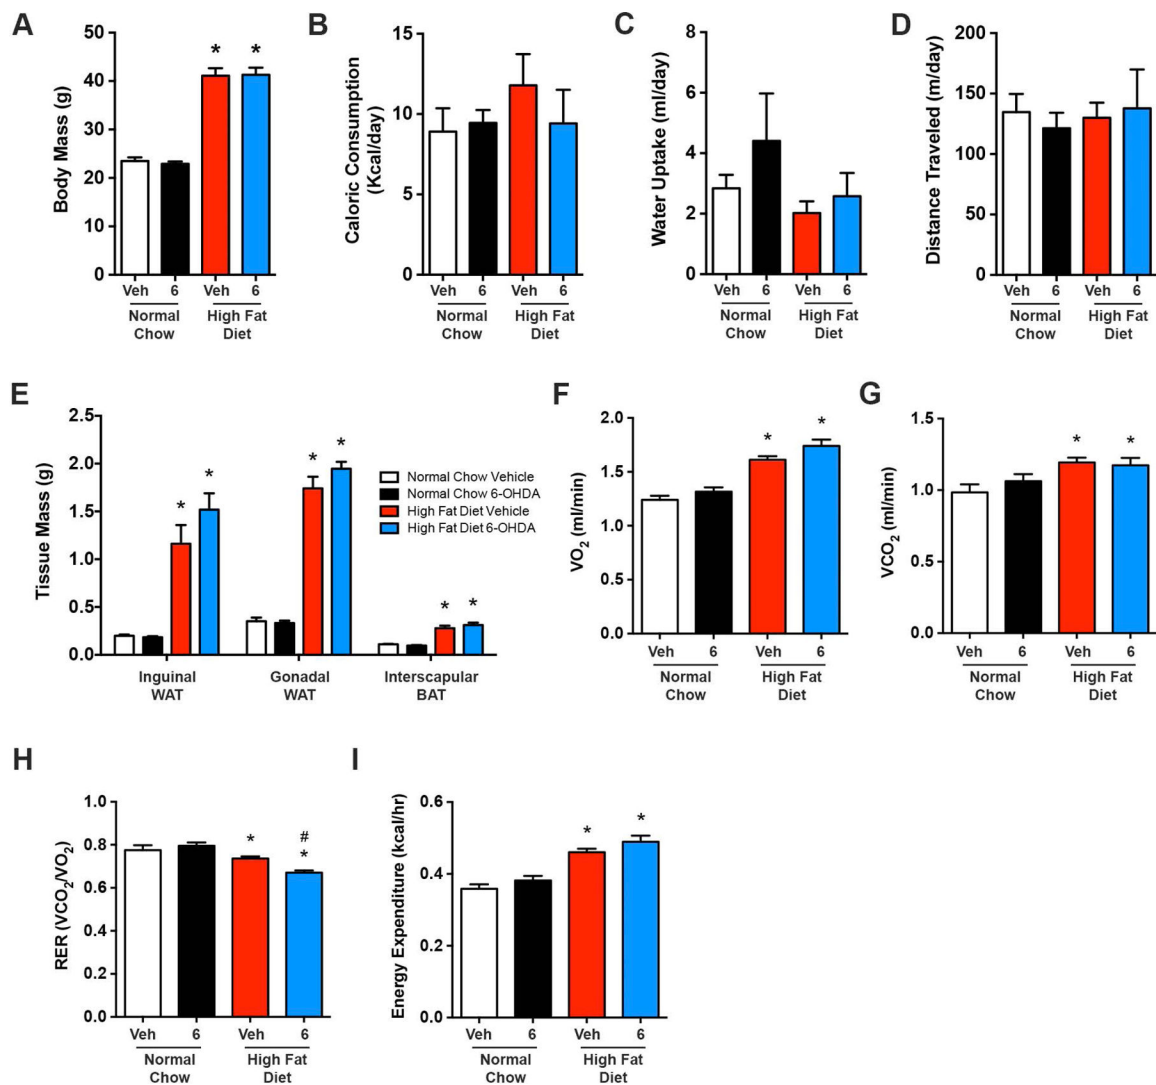 A
Body Mass (g)
50
40
30
20
10
0
*
*
Veh 6 Veh 6
Normal Chow
High Fat Diet
B
Caloric Consumption
(Kcal/day)
15
10
5
0
Veh 6 Veh 6
Normal Chow
High Fat Diet
C
Water Uptake (ml/day)
8
6
4
2
0
Veh 6 Veh 6
Normal Chow
High Fat Diet
D
Distance Traveled (m/day)
200
150
100
50
0
Veh 6 Veh 6
Normal Chow
High Fat Diet
E
Tissue Mass (g)
2.5
2.0
1.5
1.0
0.5
0.0
*
*
*
*
*
*
Inguinal WAT
Gonadal WAT
Interscapular BAT
Normal Chow Vehicle
Normal Chow 6-OHDA
High Fat Diet Vehicle
High Fat Diet 6-OHDA
F
VO2 (ml/min)
2.0
1.5
1.0
0.5
0.0
*
*
Veh 6 Veh 6
Normal Chow
High Fat Diet
G
VCO2 (ml/min)
1.5
1.0
0.5
0.0
*
*
Veh 6 Veh 6
Normal Chow
High Fat Diet
H
RER (VCO2/VO2)
1.0
0.8
0.6
0.4
0.2
0.0
*
#
*
Veh 6 Veh 6
Normal Chow
High Fat Diet
I
Energy Expenditure (kcal/hr)
0.6
0.4
0.2
0.0
*
*
Veh 6 Veh 6
Normal Chow
High Fat Diet